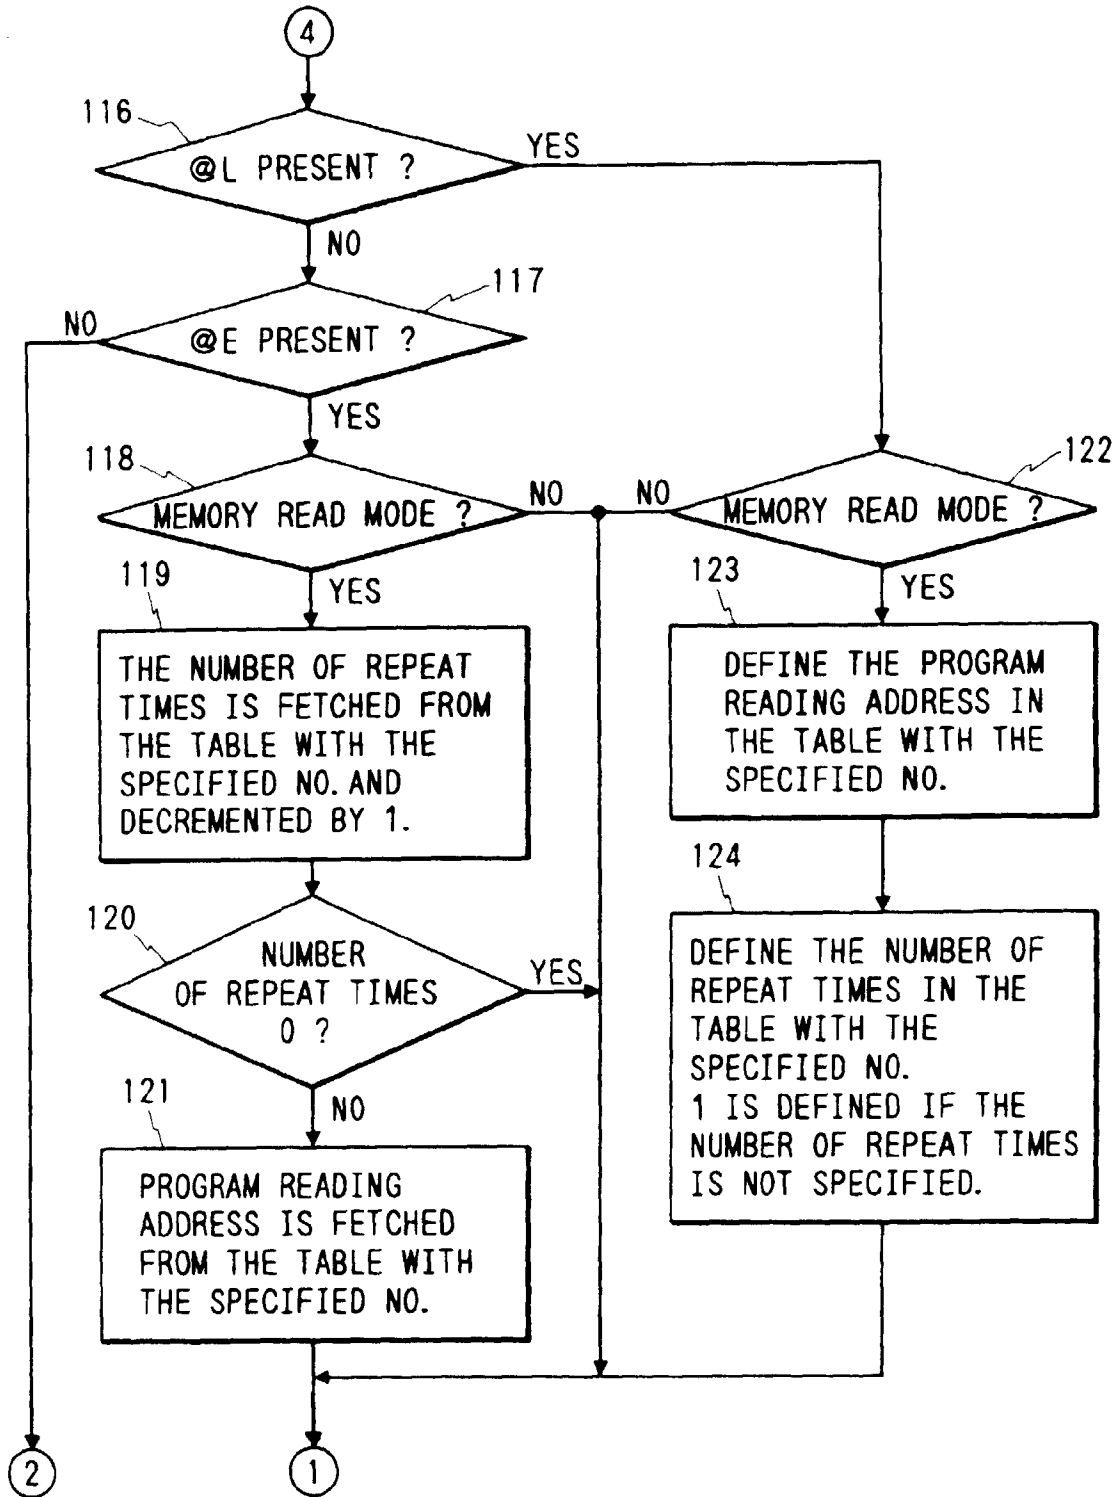 4
116
@L PRESENT ?
YES
NO
117
NO
@E PRESENT ?
YES
118
MEMORY READ MODE ?
NO
NO
122
MEMORY READ MODE ?
YES
119
THE NUMBER OF REPEAT
TIMES IS FETCHED FROM
THE TABLE WITH THE
SPECIFIED NO. AND
DECREMENTED BY 1.
YES
123
DEFINE THE PROGRAM
READING ADDRESS IN
THE TABLE WITH THE
SPECIFIED NO.
120
NUMBER
OF REPEAT TIMES
0 ?
YES
NO
124
DEFINE THE NUMBER OF
REPEAT TIMES IN THE
TABLE WITH THE
SPECIFIED NO.
1 IS DEFINED IF THE
NUMBER OF REPEAT TIMES
IS NOT SPECIFIED.
121
PROGRAM READING
ADDRESS IS FETCHED
FROM THE TABLE WITH
THE SPECIFIED NO.
2
1